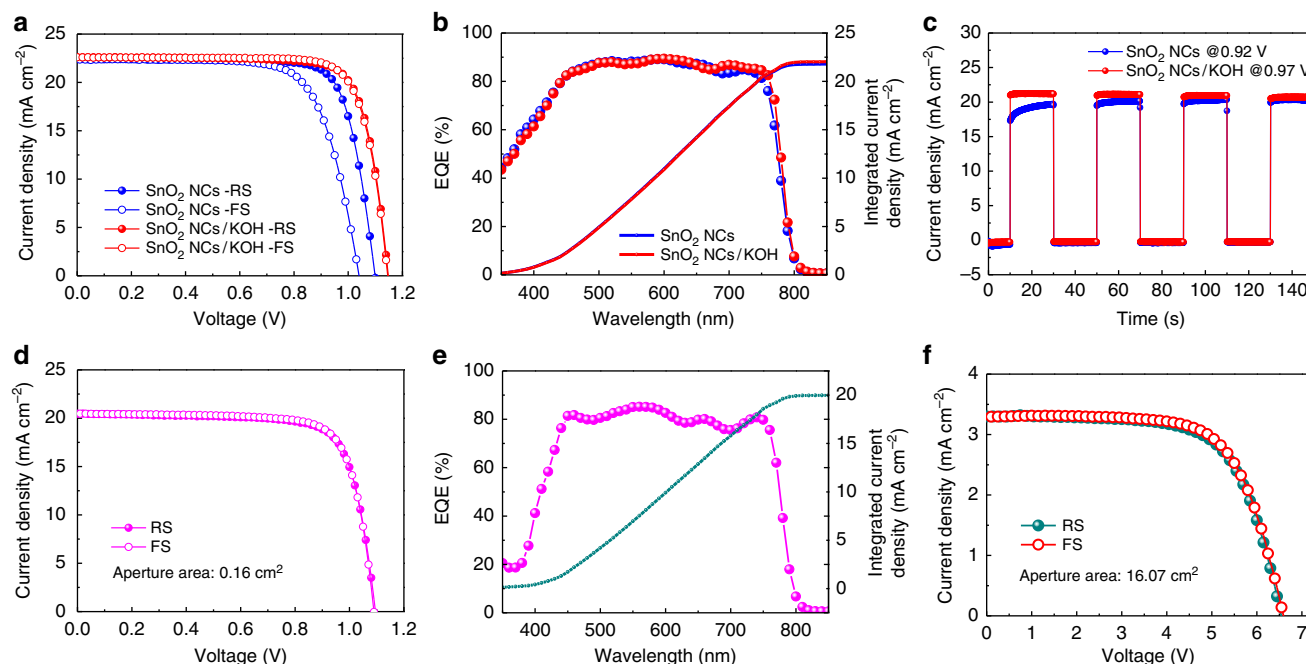 a
25
20
15
10
5
0
Current density (mA cm−2)
SnO2 NCs -RS
SnO2 NCs -FS
SnO2 NCs/KOH -RS
SnO2 NCs/KOH -FS
0.0 0.2 0.4 0.6 0.8 1.0 1.2
Voltage (V)
b
100
80
60
40
20
0
EQE (%)
SnO2 NCs
SnO2 NCs/KOH
25
20
15
10
5
0
Integrated current
density (mA cm−2)
400 500 600 700 800
Wavelength (nm)
c
30
25
20
15
10
5
0
−5
Current density (mA cm−2)
SnO2 NCs @0.92 V
SnO2 NCs/KOH @0.97 V
0 20 40 60 80 100 120 140
Time (s)
d
25
20
15
10
5
0
Current density (mA cm−2)
RS
FS
Aperture area: 0.16 cm2
0.0 0.2 0.4 0.6 0.8 1.0 1.2
Voltage (V)
e
100
80
60
40
20
0
EQE (%)
20
15
10
5
0
Integrated current
density (mA cm−2)
400 500 600 700 800
Wavelength (nm)
f
4
3
2
1
0
Current density (mA cm−2)
RS
FS
Aperture area: 16.07 cm2
0 1 2 3 4 5 6 7
Voltage (V)